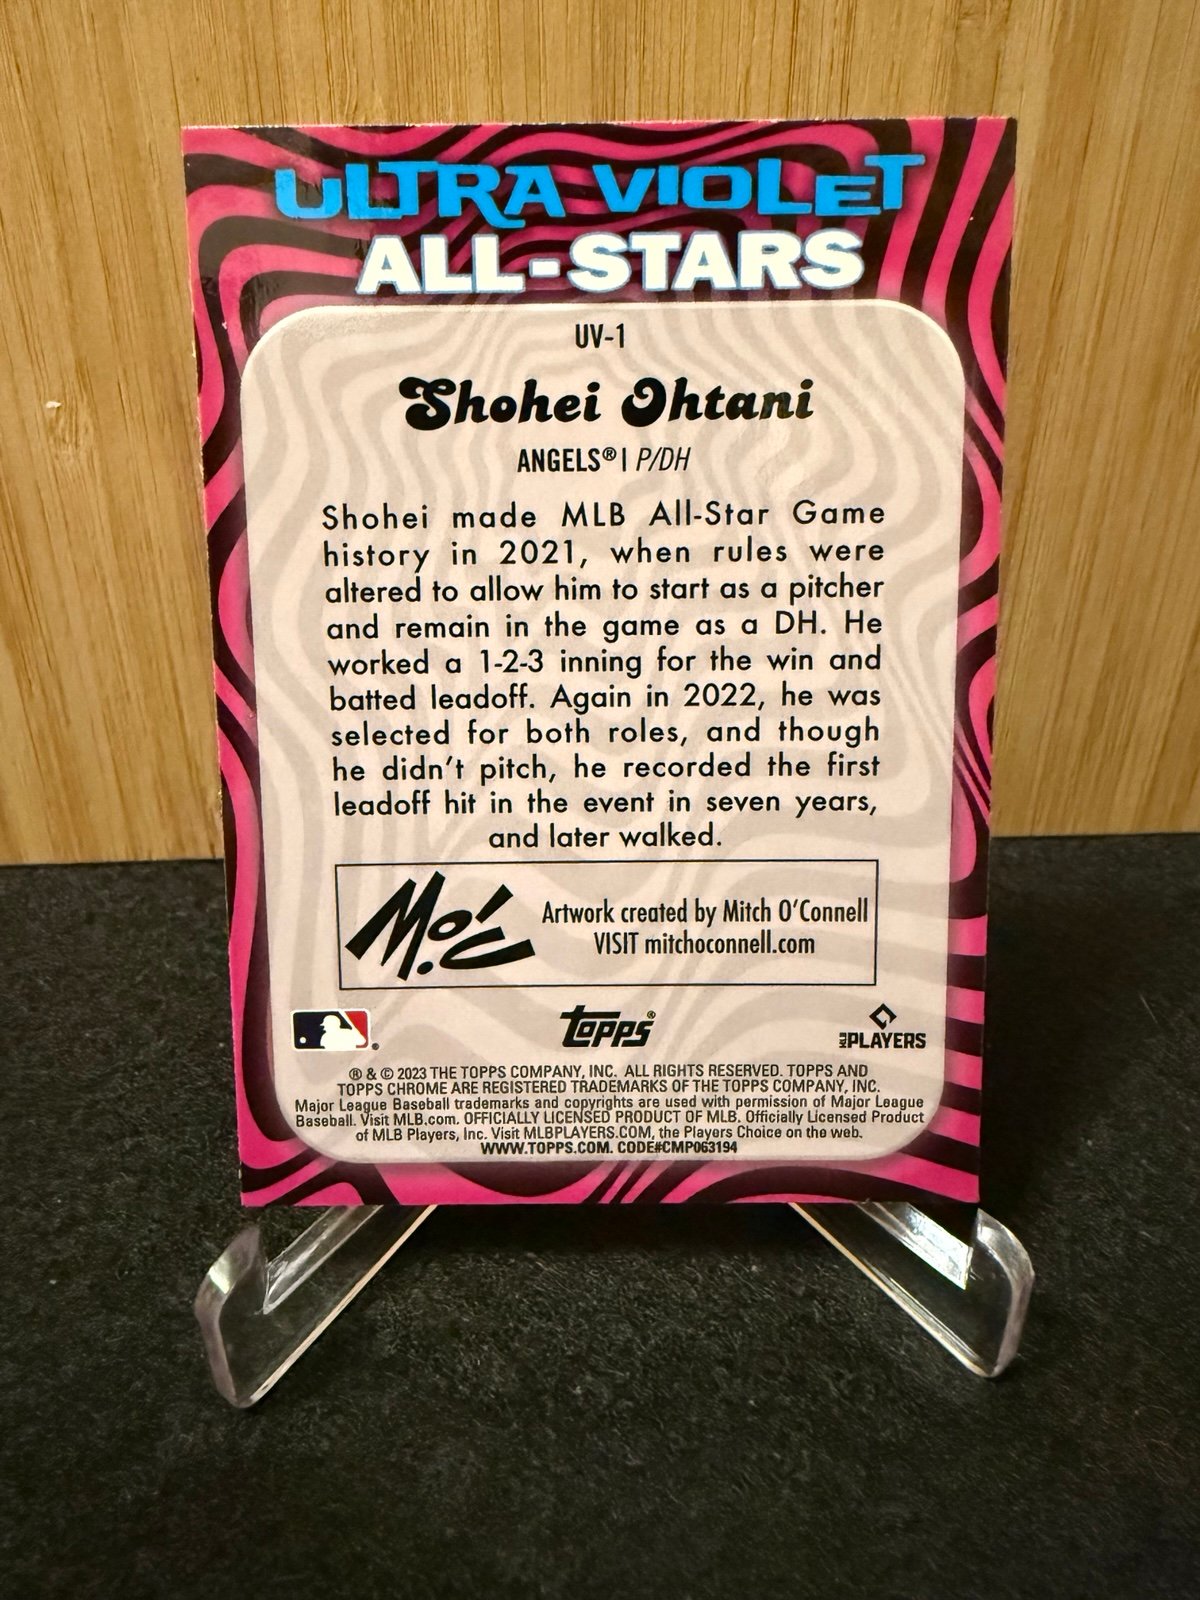 ULTRA VIOLET
ALL-STARS
UV-1
Shohei Ohtani
ANGELS® | P/DH
Shohei made MLB All-Star Game
history in 2021, when rules were
altered to allow him to start as a pitcher
and remain in the game as a DH. He
worked a 1-2-3 inning for the win and
batted leadoff. Again in 2022, he was
selected for both roles, and though
he didn't pitch, he recorded the first
leadoff hit in the event in seven years,
and later walked.
Mo'C.
Artwork created by Mitch O'Connell
VISIT mitchoconnell.com
topps®
MLB PLAYERS
® & © 2023 THE TOPPS COMPANY, INC. ALL RIGHTS RESERVED. TOPPS AND
TOPPS CHROME ARE REGISTERED TRADEMARKS OF THE TOPPS COMPANY, INC.
Major League Baseball trademarks and copyrights are used with permission of Major League
Baseball. Visit MLB.com. OFFICIALLY LICENSED PRODUCT OF MLB. Officially Licensed Product
of MLB Players, Inc. Visit MLBPLAYERS.COM, the Players Choice on the web.
WWW.TOPPS.COM. CODE#CMP063194